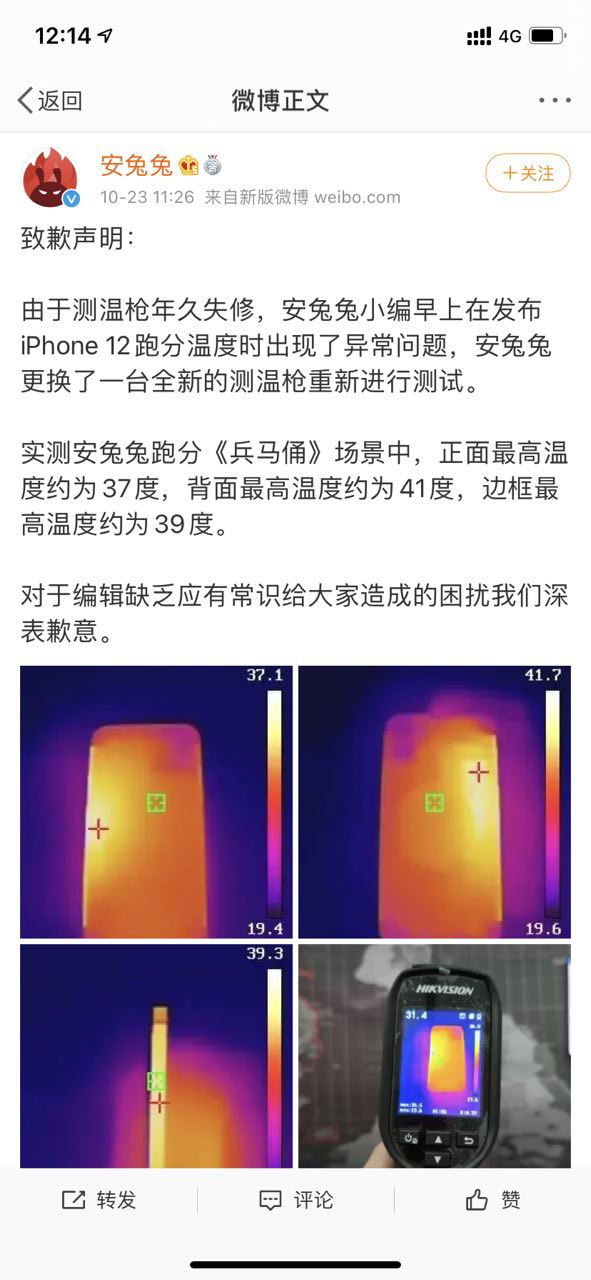 12:14
4G
返回
微博正文
安兔兔
+关注
10-23 11:26 来自新版微博 weibo.com
致歉声明：
由于测温枪年久失修，安兔兔小编早上在发布
iPhone 12跑分温度时出现了异常问题，安兔兔
更换了一台全新的测温枪重新进行测试。
实测安兔兔跑分《兵马俑》场景中，正面最高温
度约为37度，背面最高温度约为41度，边框最
高温度约为39度。
对于编辑缺乏应有常识给大家造成的困扰我们深
表歉意。
37.1
19.4
41.7
19.6
39.3
HIKVISION
31.4
转发
评论
赞